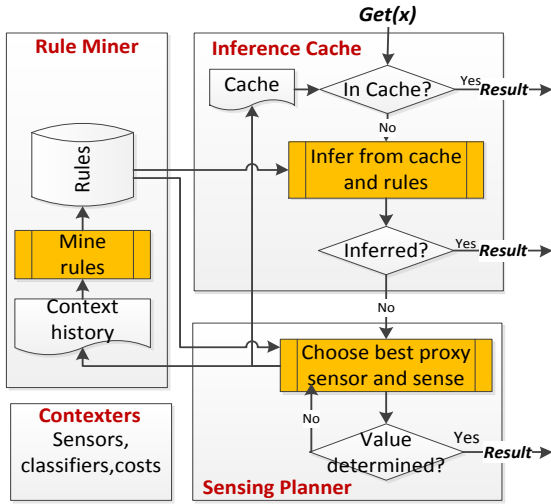 Get(x)
Rule Miner
Inference Cache
Cache
In Cache?
Yes
Result
No
Rules
Infer from cache
and rules
Mine
rules
Inferred?
Yes
Result
Context
history
No
Choose best proxy
sensor and sense
Contexters
Sensors,
classifiers,costs
No
Value
determined?
Yes
Result
Sensing Planner